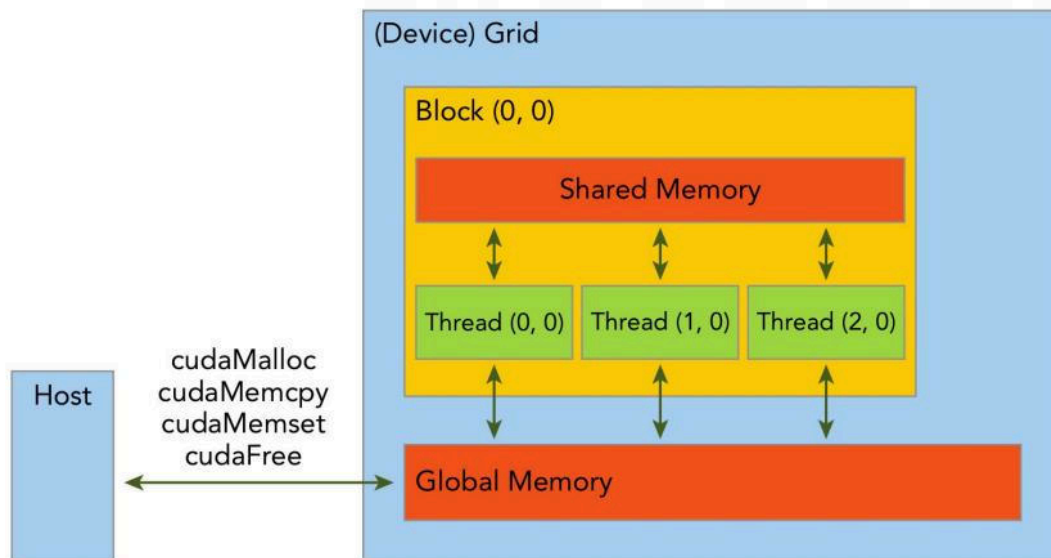 (Device) Grid
Block (0, 0)
Shared Memory
Thread (0, 0)
Thread (1, 0)
Thread (2, 0)
Host
cudaMalloc
cudaMemcpy
cudaMemset
cudaFree
Global Memory